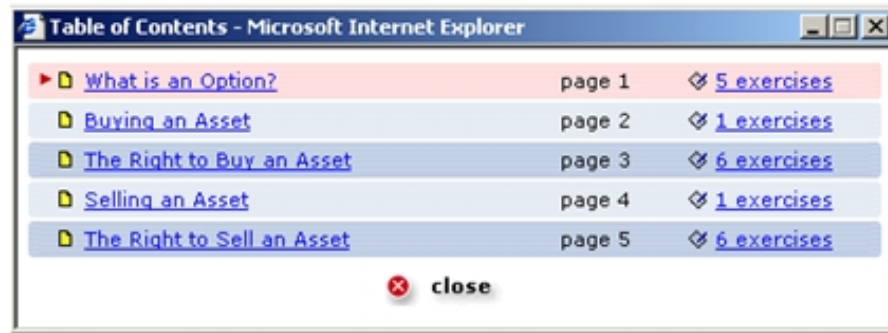 Table of Contents - Microsoft Internet Explorer
What is an Option? page 1 5 exercises
Buying an Asset page 2 1 exercises
The Right to Buy an Asset page 3 6 exercises
Selling an Asset page 4 1 exercises
The Right to Sell an Asset page 5 6 exercises
close